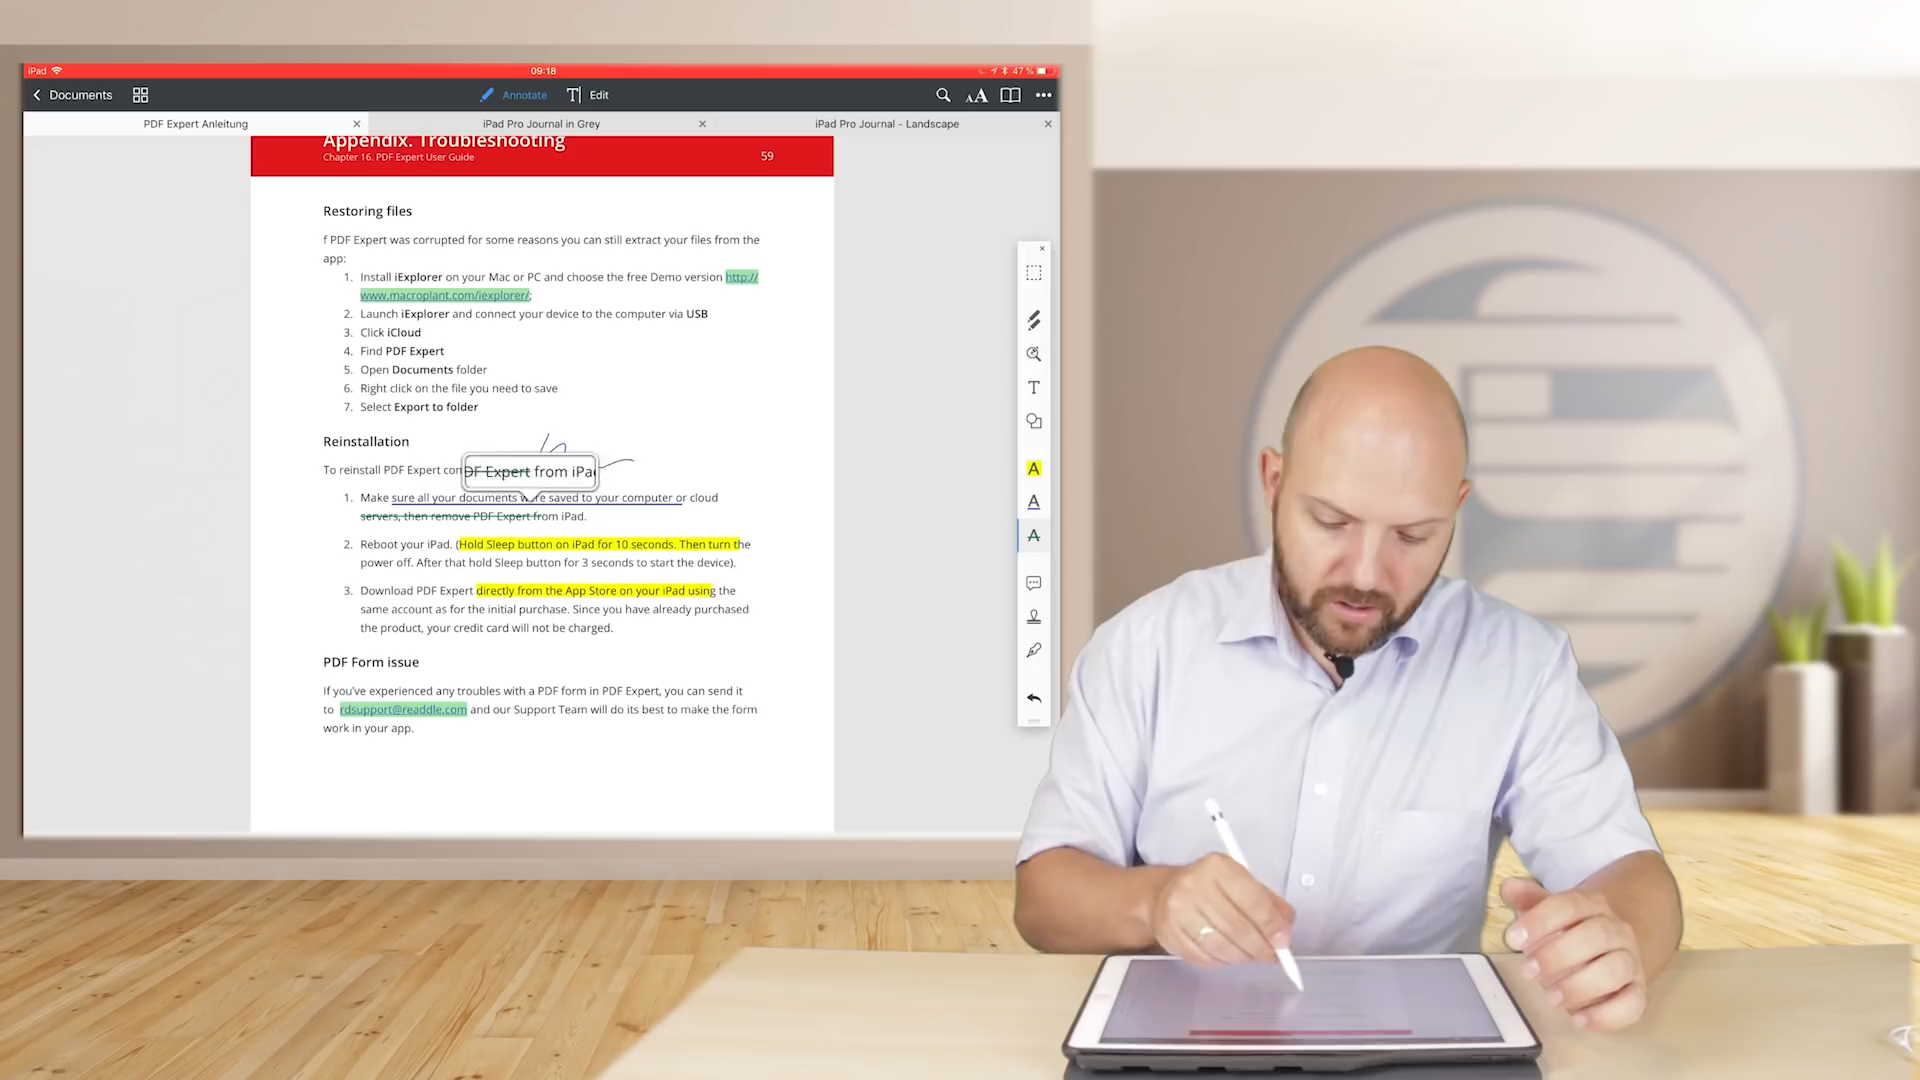 iPad 09:18 47 %
Documents Annotate Edit AA
PDF Expert Anleitung iPad Pro Journal in Grey iPad Pro Journal - Landscape
Appendix. Troubleshooting
Chapter 16. PDF Expert User Guide 59
Restoring files
f PDF Expert was corrupted for some reasons you can still extract your files from the
app:
1. Install iExplorer on your Mac or PC and choose the free Demo version http://
www.macroplant.com/iexplorer/;
2. Launch iExplorer and connect your device to the computer via USB
3. Click iCloud
4. Find PDF Expert
5. Open Documents folder
6. Right click on the file you need to save
7. Select Export to folder
Reinstallation
To reinstall PDF Expert com
DF Expert from iPa
1. Make sure all your documents were saved to your computer or cloud
servers, then remove PDF Expert from iPad.
2. Reboot your iPad. (Hold Sleep button on iPad for 10 seconds. Then turn the
power off. After that hold Sleep button for 3 seconds to start the device).
3. Download PDF Expert directly from the App Store on your iPad using the
same account as for the initial purchase. Since you have already purchased
the product, your credit card will not be charged.
PDF Form issue
If you've experienced any troubles with a PDF form in PDF Expert, you can send it
to rdsupport@readdle.com and our Support Team will do its best to make the form
work in your app.
T
A
A
A